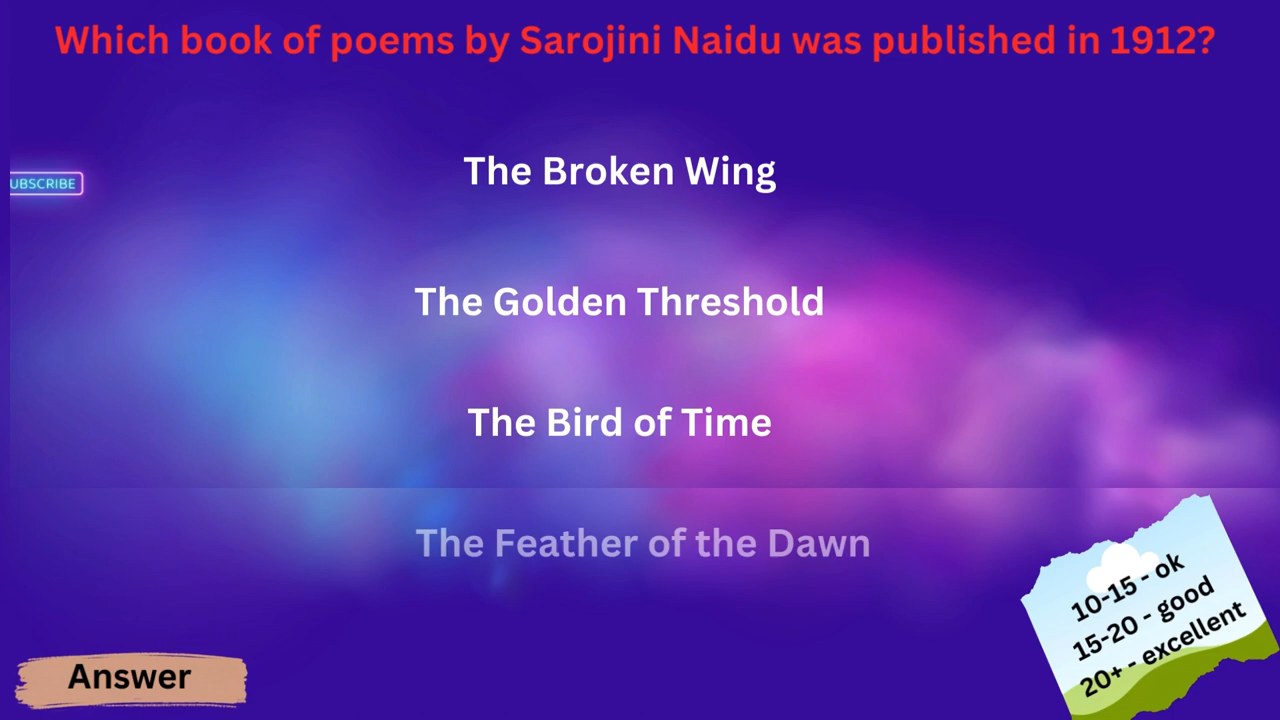 Which book of poems by Sarojini Naidu was published in 1912?
The Broken Wing
UBSCRIBE
The Golden Threshold
The Bird of Time
The Feather of the Dawn
10-15 - ok
15-20 - good
20+ - excellent
Answer